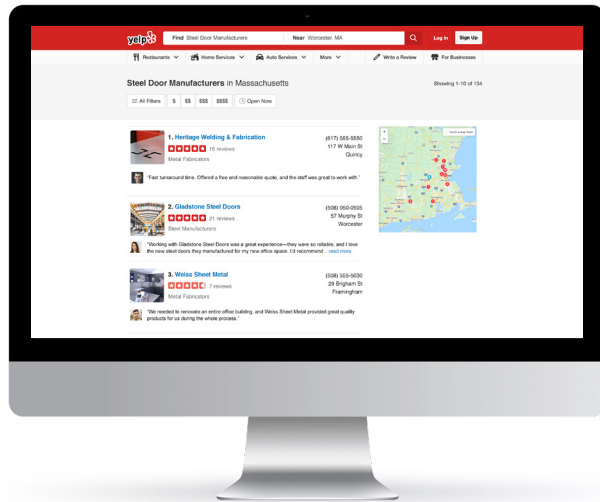 yelp
Find Steel Door Manufacturers
Near Worcester, MA
Log In
Sign Up
Restaurants
Home Services
Auto Services
More
Write a Review
For Businesses
Steel Door Manufacturers in Massachusetts
Showing 1-10 of 134
All Filters $ $$ $$$ $$$$ Open Now
1. Heritage Welding & Fabrication
(617) 555-5550
15 reviews
117 W Main St
Metal Fabricators
Quincy
"Fast turnaround time. Offered a free and reasonable quote, and the staff was great to work with "
2. Gladstone Steel Doors
(508) 050-0505
21 reviews
57 Murphy St
Steel Manufacturers
Worcester
"Working with Gladstone Steel Doors was a great experience—they were so reliable, and I love
the new steel doors they manufactured for my new office space. I'd recommend... read more
3. Weiss Sheet Metal
(508) 555-5030
7 reviews
29 Brigham St
Metal Fabricators
Framingham
"We needed to renovate an entire office building, and Weiss Sheet Metal provided great quality
products for us during the whole process."